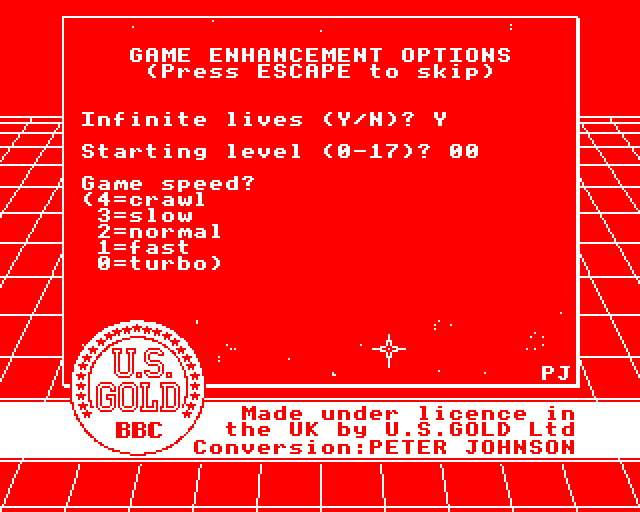 GAME ENHANCEMENT OPTIONS
(Press ESCAPE to skip)
Infinite lives (Y/N)? Y
Starting level (0-17)? 00
Game speed?
(4=crawl
3=slow
2=normal
1=fast
0=turbo)
PJ
U.S.
GOLD
BBC
Made under licence in
the UK by U.S.GOLD Ltd
Conversion:PETER JOHNSON